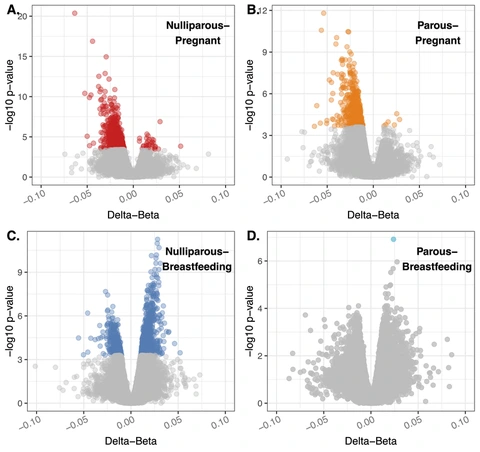 A.
Nulliparous−
Pregnant
20
15
10
5
0
−log10 p−value
−0.10
−0.05
0.00
0.05
0.10
Delta−Beta
B.
Parous−
Pregnant
12
9
6
3
0
−log10 p−value
−0.10
−0.05
0.00
0.05
0.10
Delta−Beta
C.
Nulliparous−
Breastfeeding
9
6
3
0
−log10 p−value
−0.10
−0.05
0.00
0.05
0.10
Delta−Beta
D.
Parous−
Breastfeeding
6
4
2
0
−log10 p−value
−0.10
−0.05
0.00
0.05
0.10
Delta−Beta